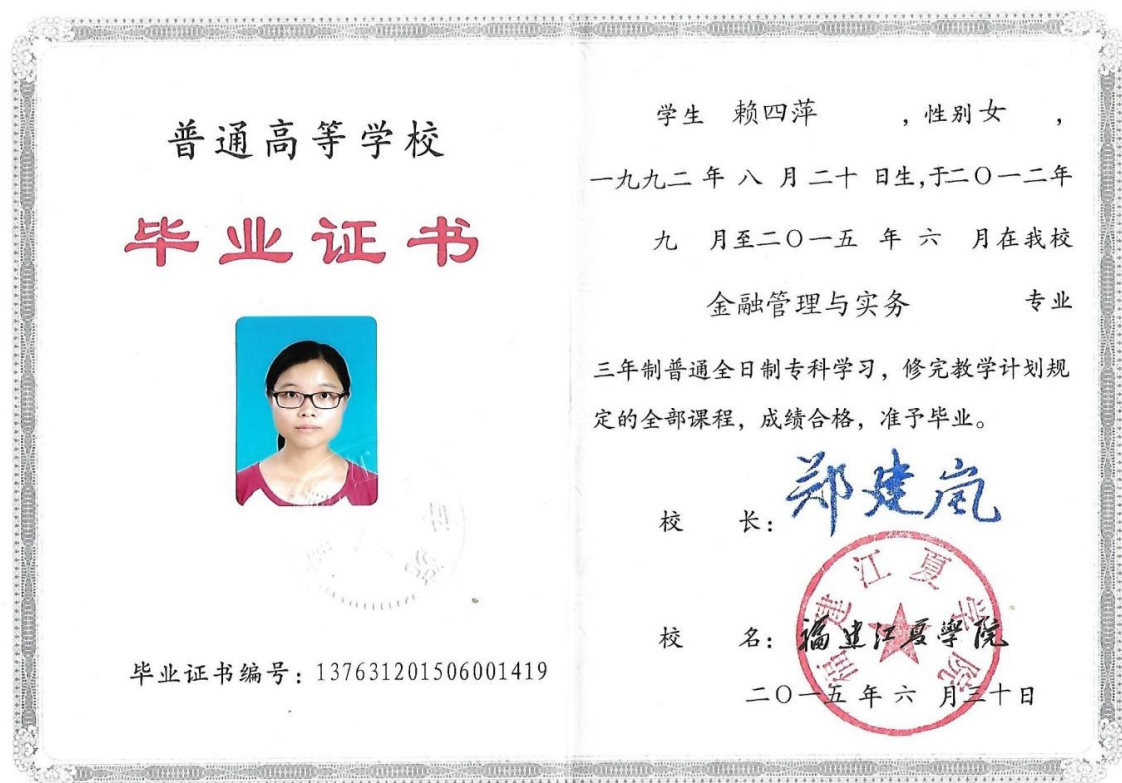 普通高等学校
毕业证书
毕业证书编号：137631201506001419
学生 赖四萍 ，性别女 ，
一九九二 年 八 月 二十 日生，于二〇一二年
九 月至二〇一五 年 六 月在我校
金融管理与实务 专业
三年制普通全日制专科学习，修完教学计划规
定的全部课程，成绩合格，准予毕业。
校 长：郑建岚
福建江夏学院
校 名：福建江夏學院
二〇一五 年 六 月三十日